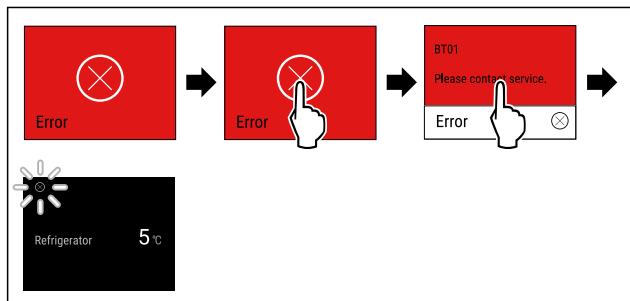 Error
Error
BT01
Please contact service.
Error
Refrigerator 5 °C